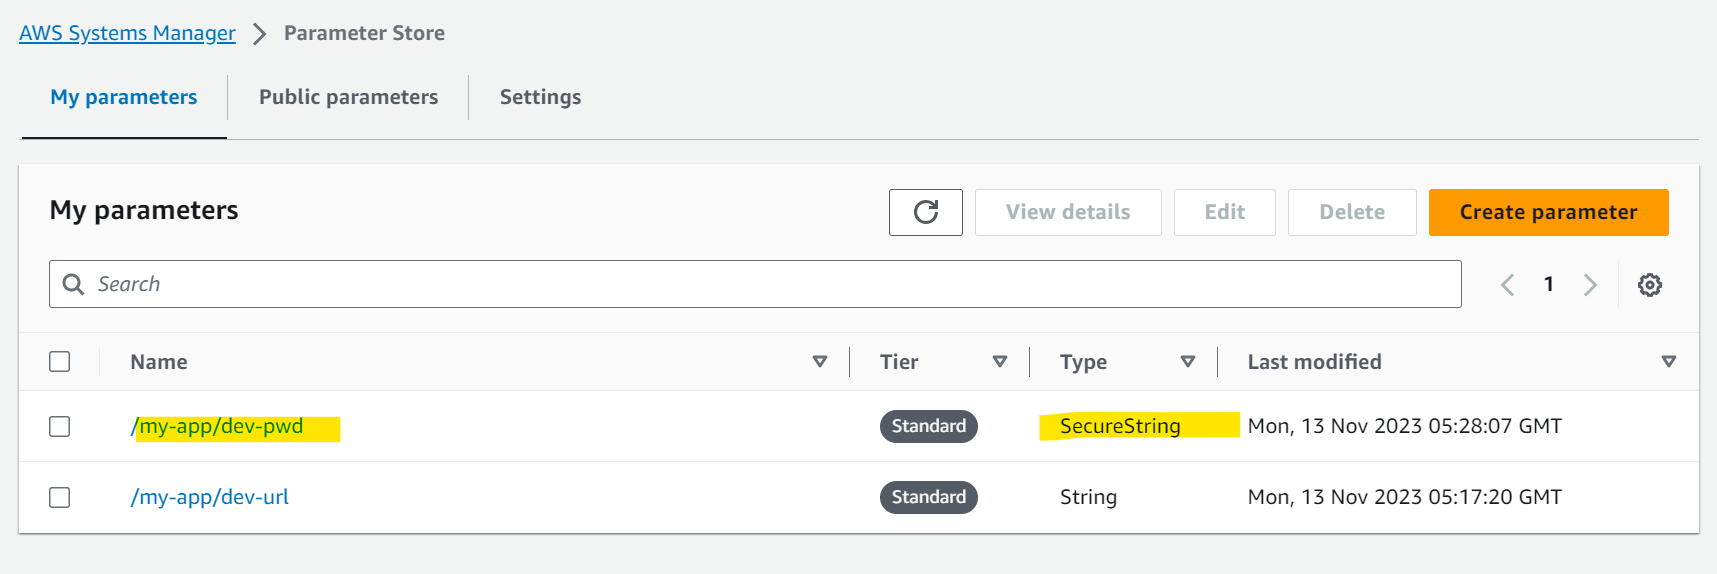 AWS Systems Manager > Parameter Store
My parameters Public parameters Settings
My parameters View details Edit Delete Create parameter
Search 1
Name Tier Type Last modified
/my-app/dev-pwd Standard SecureString Mon, 13 Nov 2023 05:28:07 GMT
/my-app/dev-url Standard String Mon, 13 Nov 2023 05:17:20 GMT